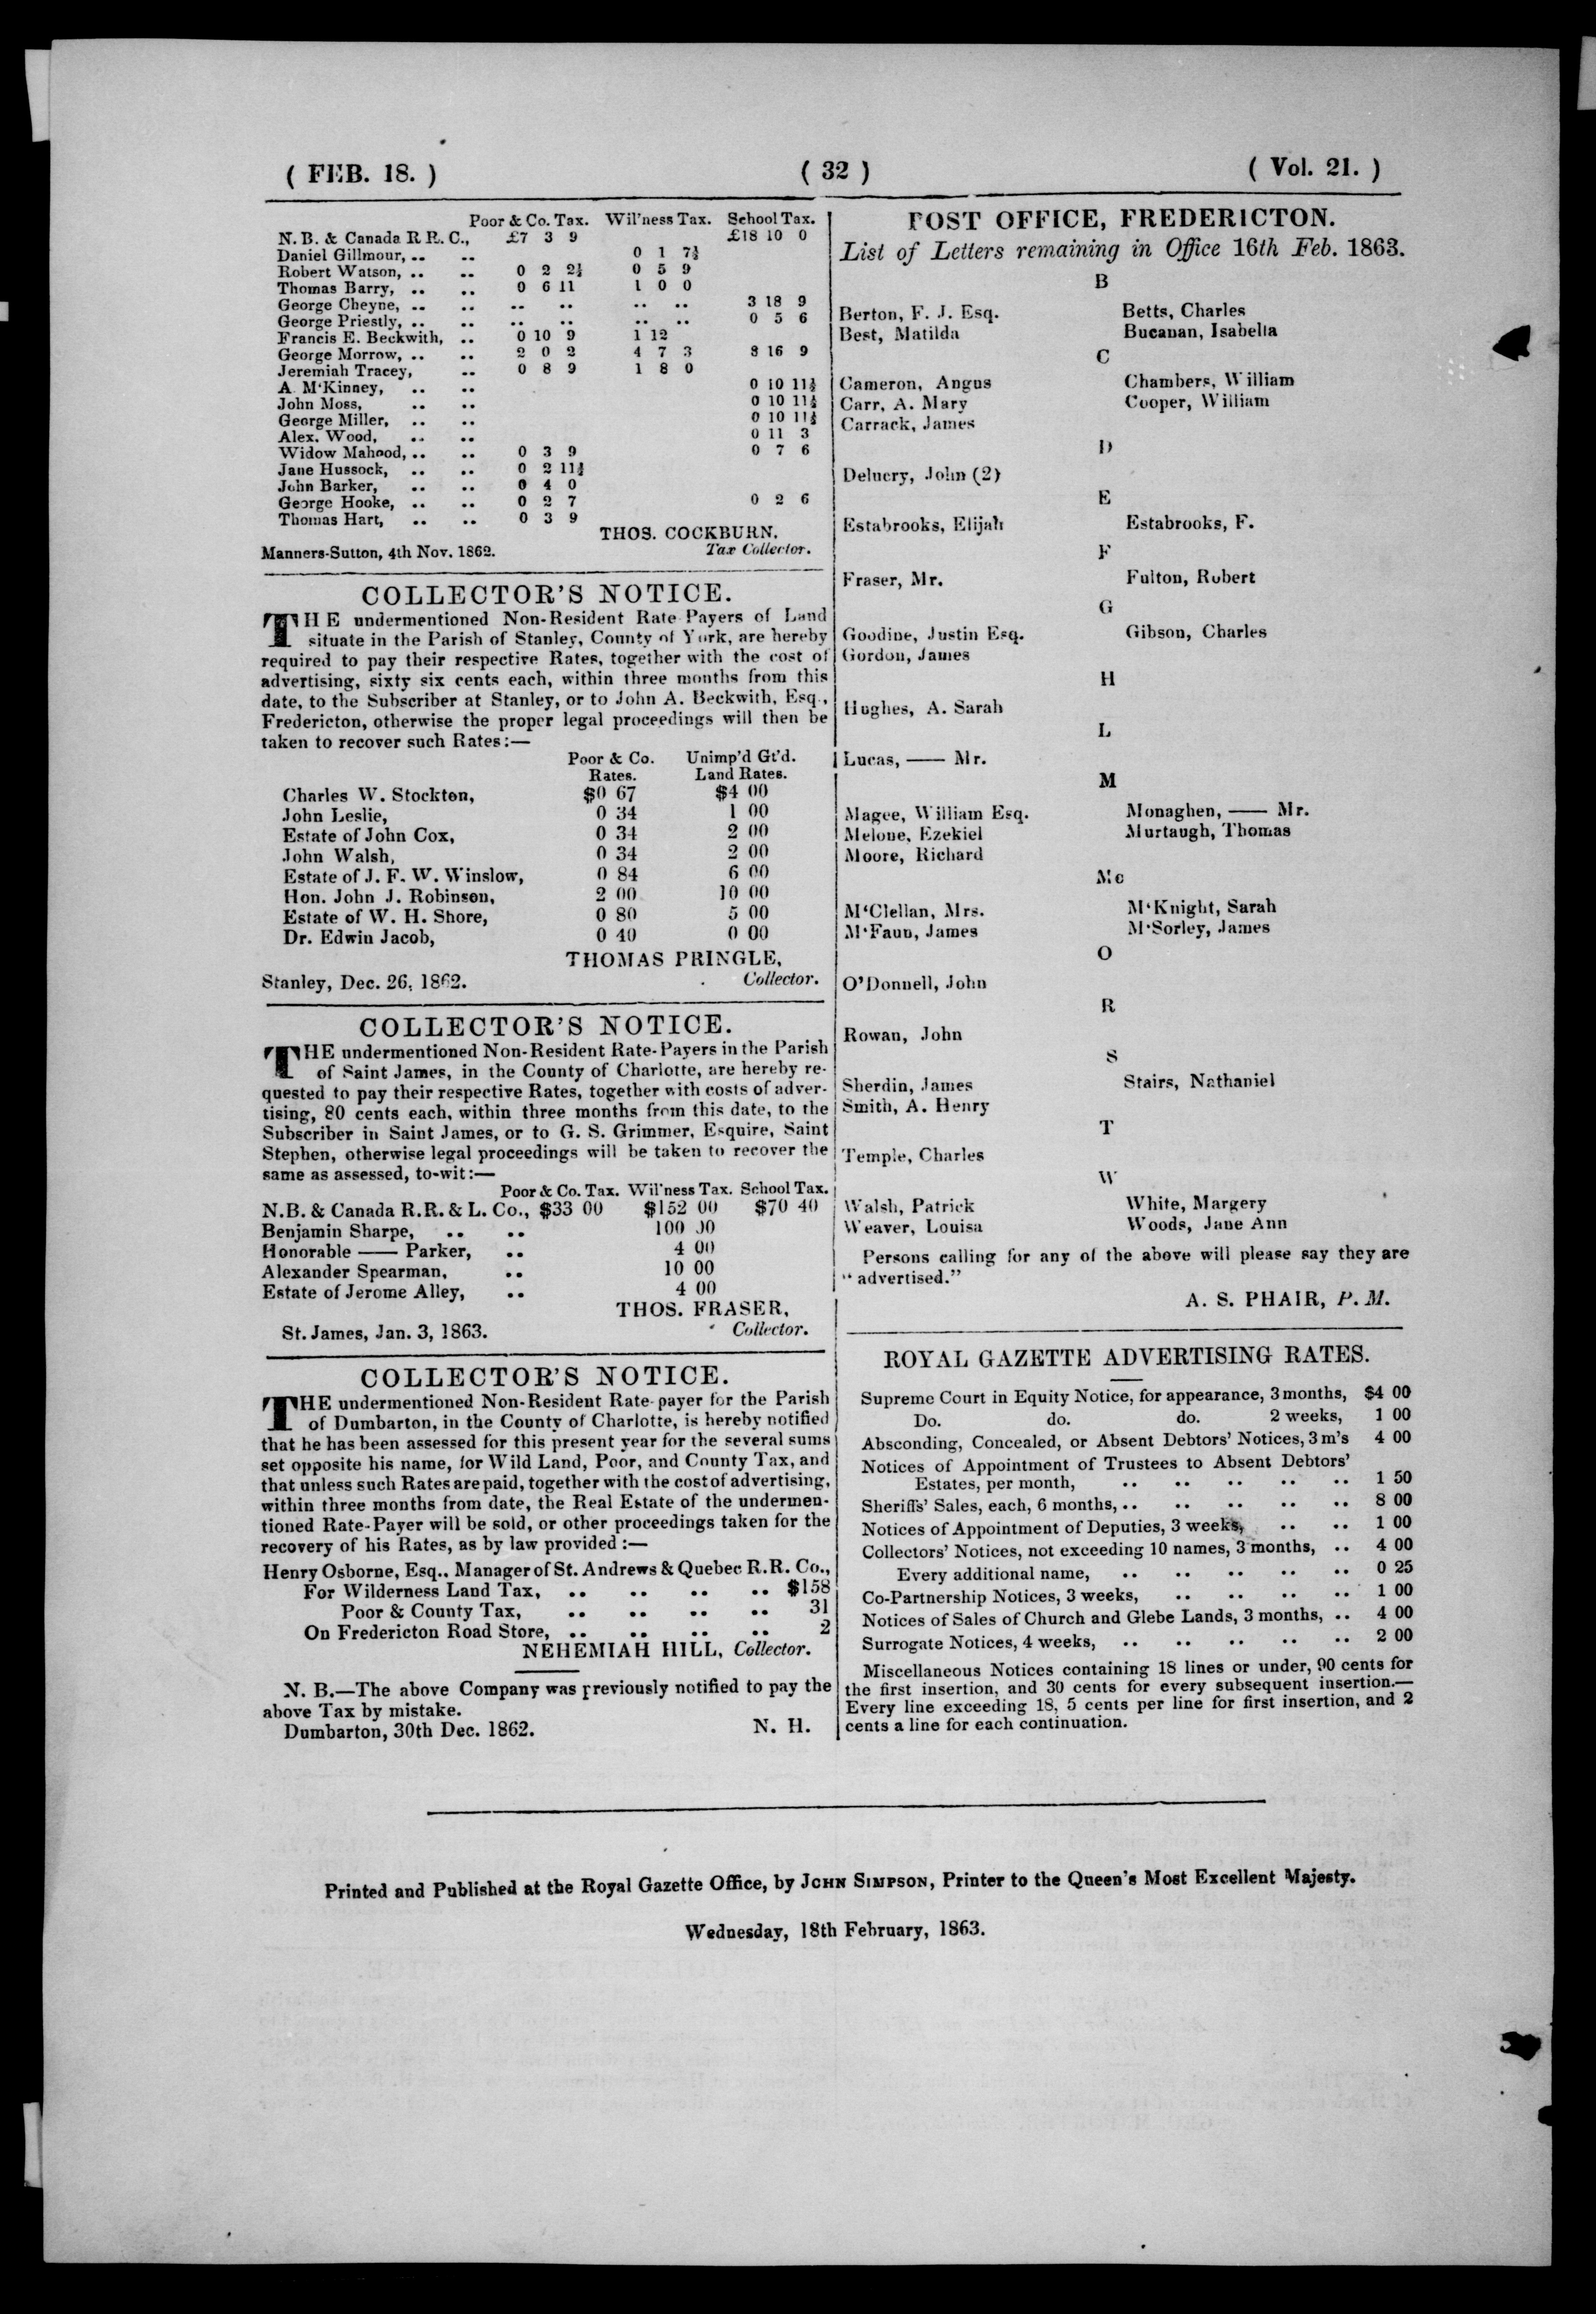 ( FEB. 18. ) ( 32 ) ( Vol. 21. )
Poor & Co. Tax. Wil'ness Tax. School Tax.
N. B. & Canada R R. C., £7 3 9 £18 10 0
Daniel Gillmour, .. .. 0 1 7½
Robert Watson, .. .. 0 2 2½ 0 5 9
Thomas Barry, .. .. 0 6 11 1 0 0
George Cheyne, .. .. .. .. .. .. 3 18 9
George Priestly, .. .. .. .. .. .. 0 5 6
Francis E. Beckwith, .. 0 10 9 1 12
George Morrow, .. .. 2 0 2 4 7 3 8 16 9
Jeremiah Tracey, .. 0 8 9 1 8 0
A. M'Kinney, .. .. 0 10 11½
John Moss, .. .. 0 10 11½
George Miller, .. .. 0 10 11½
Alex. Wood, .. .. 0 11 3
Widow Mahood, .. .. 0 3 9 0 7 6
Jane Hussock, .. .. 0 2 11½
John Barker, .. .. 0 4 0
George Hooke, .. .. 0 2 7 0 2 6
Thomas Hart, .. .. 0 3 9
THOS. COCKBURN.
Manners-Sutton, 4th Nov. 1862. Tax Collector.
COLLECTOR'S NOTICE.
THE undermentioned Non-Resident Rate Payers of Land
situate in the Parish of Stanley, County of York, are hereby
required to pay their respective Rates, together with the cost of
advertising, sixty six cents each, within three months from this
date, to the Subscriber at Stanley, or to John A. Beckwith, Esq.,
Fredericton, otherwise the proper legal proceedings will then be
taken to recover such Rates:—
Poor & Co. Unimp'd Gt'd.
Rates. Land Rates.
Charles W. Stockton, $0 67 $4 00
John Leslie, 0 34 1 00
Estate of John Cox, 0 34 2 00
John Walsh, 0 34 2 00
Estate of J. F. W. Winslow, 0 84 6 00
Hon. John J. Robinson, 2 00 10 00
Estate of W. H. Shore, 0 80 5 00
Dr. Edwin Jacob, 0 40 0 00
THOMAS PRINGLE,
Stanley, Dec. 26, 1862. Collector.
COLLECTOR'S NOTICE.
THE undermentioned Non-Resident Rate-Payers in the Parish
of Saint James, in the County of Charlotte, are hereby re-
quested to pay their respective Rates, together with costs of adver-
tising, 80 cents each, within three months from this date, to the
Subscriber in Saint James, or to G. S. Grimmer, Esquire, Saint
Stephen, otherwise legal proceedings will be taken to recover the
same as assessed, to-wit:—
Poor & Co. Tax. Wil'ness Tax. School Tax.
N.B. & Canada R.R. & L. Co., $33 00 $152 00 $70 40
Benjamin Sharpe, .. .. 100 00
Honorable —— Parker, .. 4 00
Alexander Spearman, .. 10 00
Estate of Jerome Alley, .. 4 00
THOS. FRASER,
St. James, Jan. 3, 1863. Collector.
COLLECTOR'S NOTICE.
THE undermentioned Non-Resident Rate-payer for the Parish
of Dumbarton, in the County of Charlotte, is hereby notified
that he has been assessed for this present year for the several sums
set opposite his name, for Wild Land, Poor, and County Tax, and
that unless such Rates are paid, together with the cost of advertising,
within three months from date, the Real Estate of the undermen-
tioned Rate-Payer will be sold, or other proceedings taken for the
recovery of his Rates, as by law provided :—
Henry Osborne, Esq., Manager of St. Andrews & Quebec R.R. Co.,
For Wilderness Land Tax, .. .. .. .. $158
Poor & County Tax, .. .. .. .. 31
On Fredericton Road Store, .. .. .. .. 2
NEHEMIAH HILL, Collector.
N. B.—The above Company was previously notified to pay the
above Tax by mistake.
Dumbarton, 30th Dec. 1862. N. H.
POST OFFICE, FREDERICTON.
List of Letters remaining in Office 16th Feb. 1863.
B
Berton, F. J. Esq. Betts, Charles
Best, Matilda Bucanan, Isabella
C
Cameron, Angus Chambers, William
Carr, A. Mary Cooper, William
Carrack, James
D
Delucry, John (2)
E
Estabrooks, Elijah Estabrooks, F.
F
Fraser, Mr. Fulton, Robert
G
Goodine, Justin Esq. Gibson, Charles
Gordon, James
H
Hughes, A. Sarah
L
Lucas, —— Mr.
M
Magee, William Esq. Monaghen, —— Mr.
Melone, Ezekiel Murtaugh, Thomas
Moore, Richard
Mc
M'Clellan, Mrs. M'Knight, Sarah
M'Faun, James M'Sorley, James
O
O'Donnell, John
R
Rowan, John
S
Sherdin, James Stairs, Nathaniel
Smith, A. Henry
T
Temple, Charles
W
Walsh, Patrick White, Margery
Weaver, Louisa Woods, Jane Ann
Persons calling for any of the above will please say they are
"advertised."
A. S. PHAIR, P. M.
ROYAL GAZETTE ADVERTISING RATES.
Supreme Court in Equity Notice, for appearance, 3 months, $4 00
Do. do. do. 2 weeks, 1 00
Absconding, Concealed, or Absent Debtors' Notices, 3 m's 4 00
Notices of Appointment of Trustees to Absent Debtors'
Estates, per month, .. .. .. .. .. 1 50
Sheriffs' Sales, each, 6 months, .. .. .. .. .. 8 00
Notices of Appointment of Deputies, 3 weeks, .. .. 1 00
Collectors' Notices, not exceeding 10 names, 3 months, .. 4 00
Every additional name, .. .. .. .. .. 0 25
Co-Partnership Notices, 3 weeks, .. .. .. .. 1 00
Notices of Sales of Church and Glebe Lands, 3 months, .. 4 00
Surrogate Notices, 4 weeks, .. .. .. .. .. 2 00
Miscellaneous Notices containing 18 lines or under, 90 cents for
the first insertion, and 30 cents for every subsequent insertion.—
Every line exceeding 18, 5 cents per line for first insertion, and 2
cents a line for each continuation.
Printed and Published at the Royal Gazette Office, by JOHN SIMPSON, Printer to the Queen's Most Excellent Majesty.
Wednesday, 18th February, 1863.